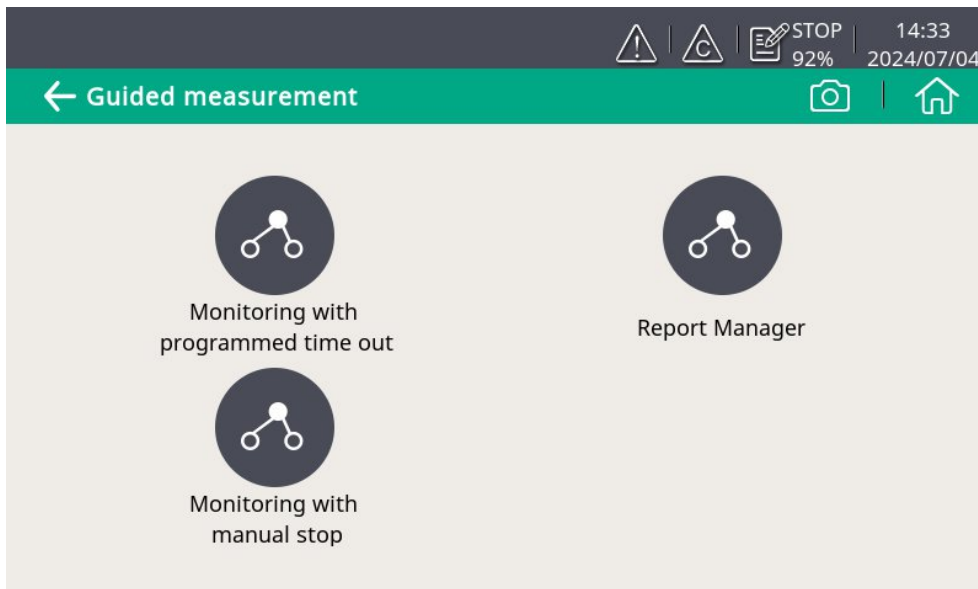 STOP
92%
14:33
2024/07/04
C
Guided measurement
Monitoring with
programmed time out
Report Manager
Monitoring with
manual stop